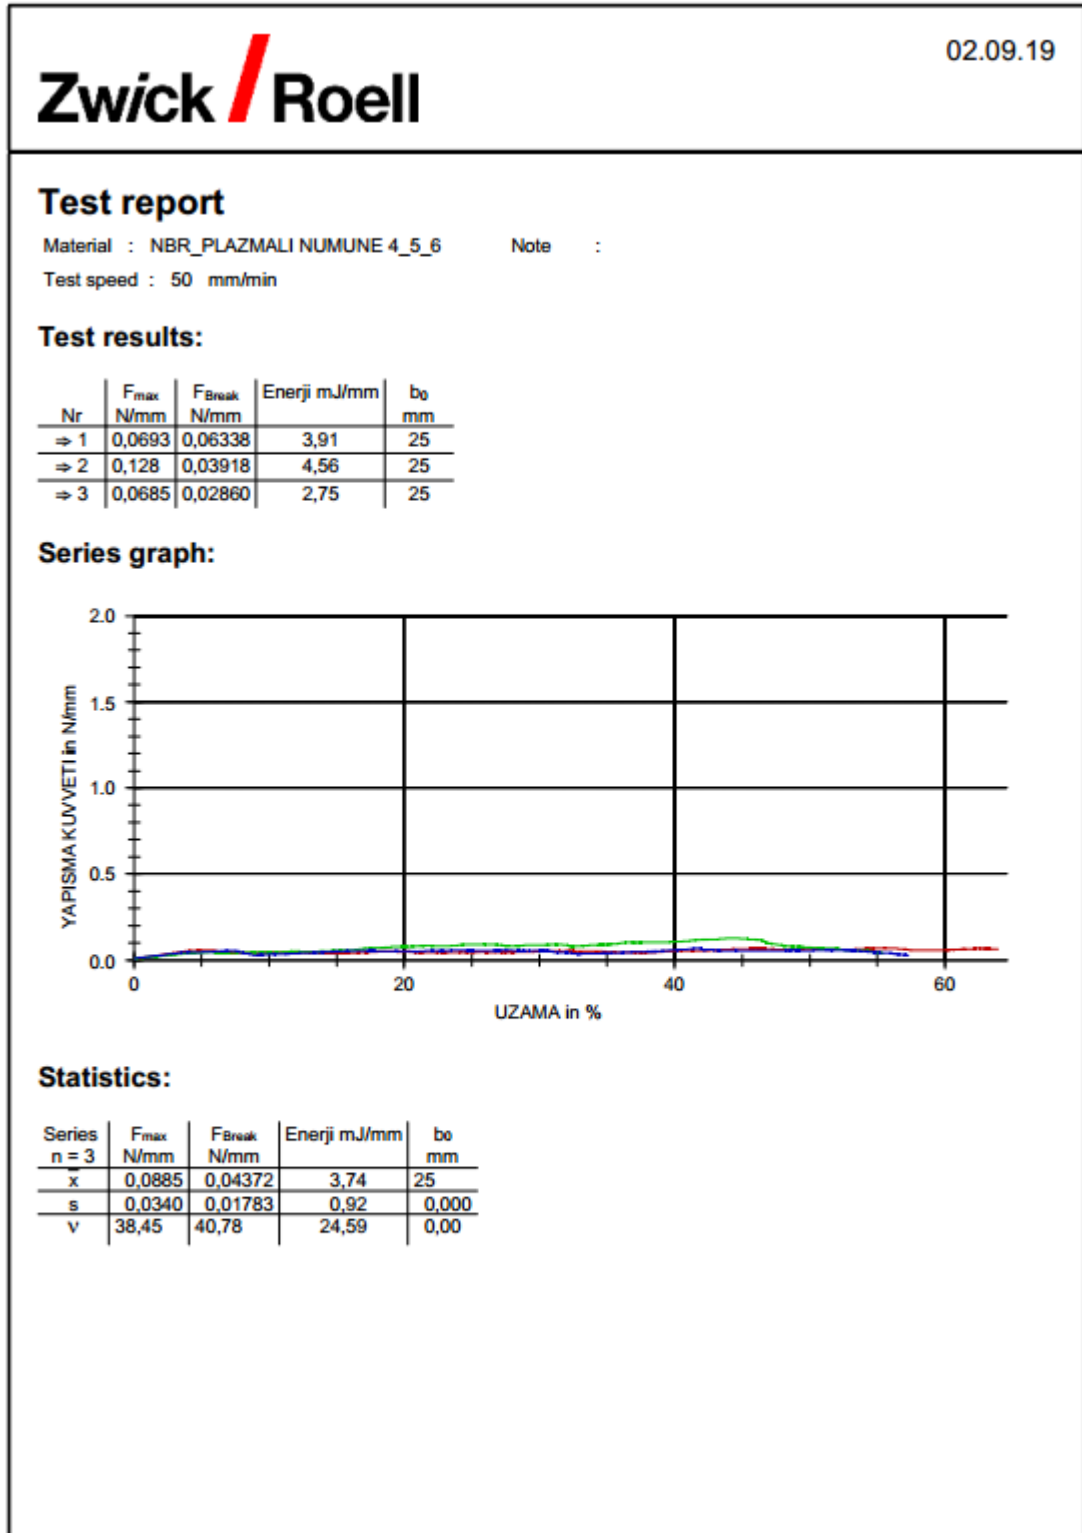 02.09.19
Zwick / Roell
Test report
Material : NBR_PLAZMALI NUMUNE 4_5_6 Note :
Test speed : 50 mm/min
Test results:
Fmax FBreak Enerji mJ/mm b0
Nr N/mm N/mm mm
⇒ 1 0,0693 0,06338 3,91 25
⇒ 2 0,128 0,03918 4,56 25
⇒ 3 0,0685 0,02860 2,75 25
Series graph:
2.0
1.5
1.0
0.5
0.0
YAPISMA KUVVETI in N/mm
0 20 40 60
UZAMA in %
Statistics:
Series Fmax FBreak Enerji mJ/mm b0
n = 3 N/mm N/mm mm
x̄ 0,0885 0,04372 3,74 25
s 0,0340 0,01783 0,92 0,000
ν 38,45 40,78 24,59 0,00